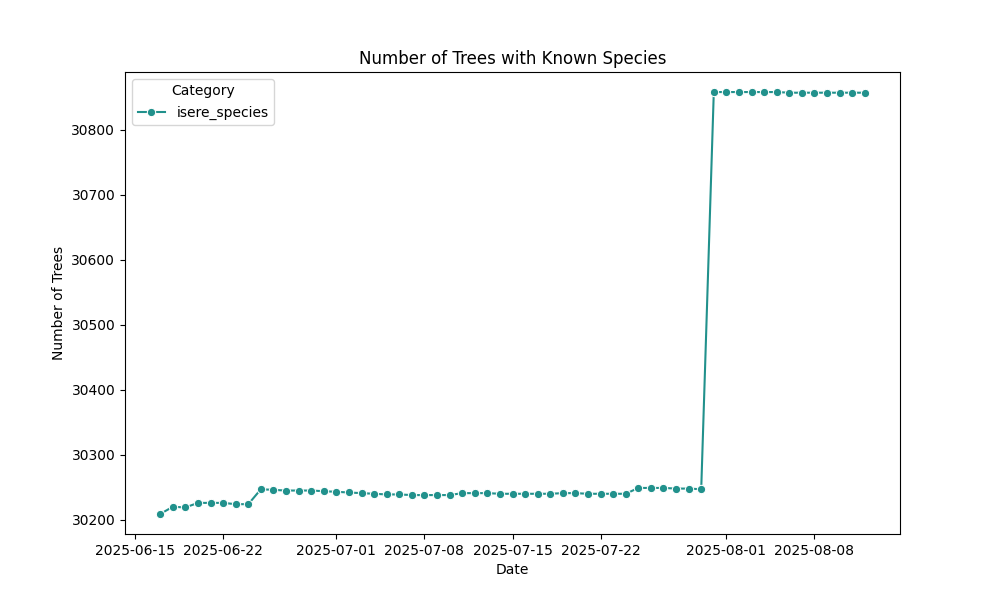 Number of Trees with Known Species
Category
isere_species
Number of Trees
30800
30700
30600
30500
30400
30300
30200
2025-06-15 2025-06-22 2025-07-01 2025-07-08 2025-07-15 2025-07-22 2025-08-01 2025-08-08
Date